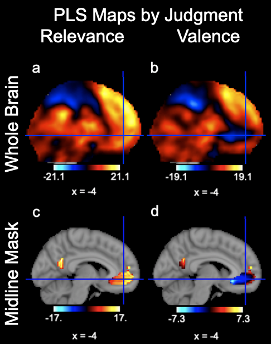 PLS Maps by Judgment
Relevance Valence
Whole Brain
a b
-21.1 21.1 -19.1 19.1
x = -4 x = -4
Midline Mask
c d
-17. 17. -7.3 7.3
x = -4 x = -4